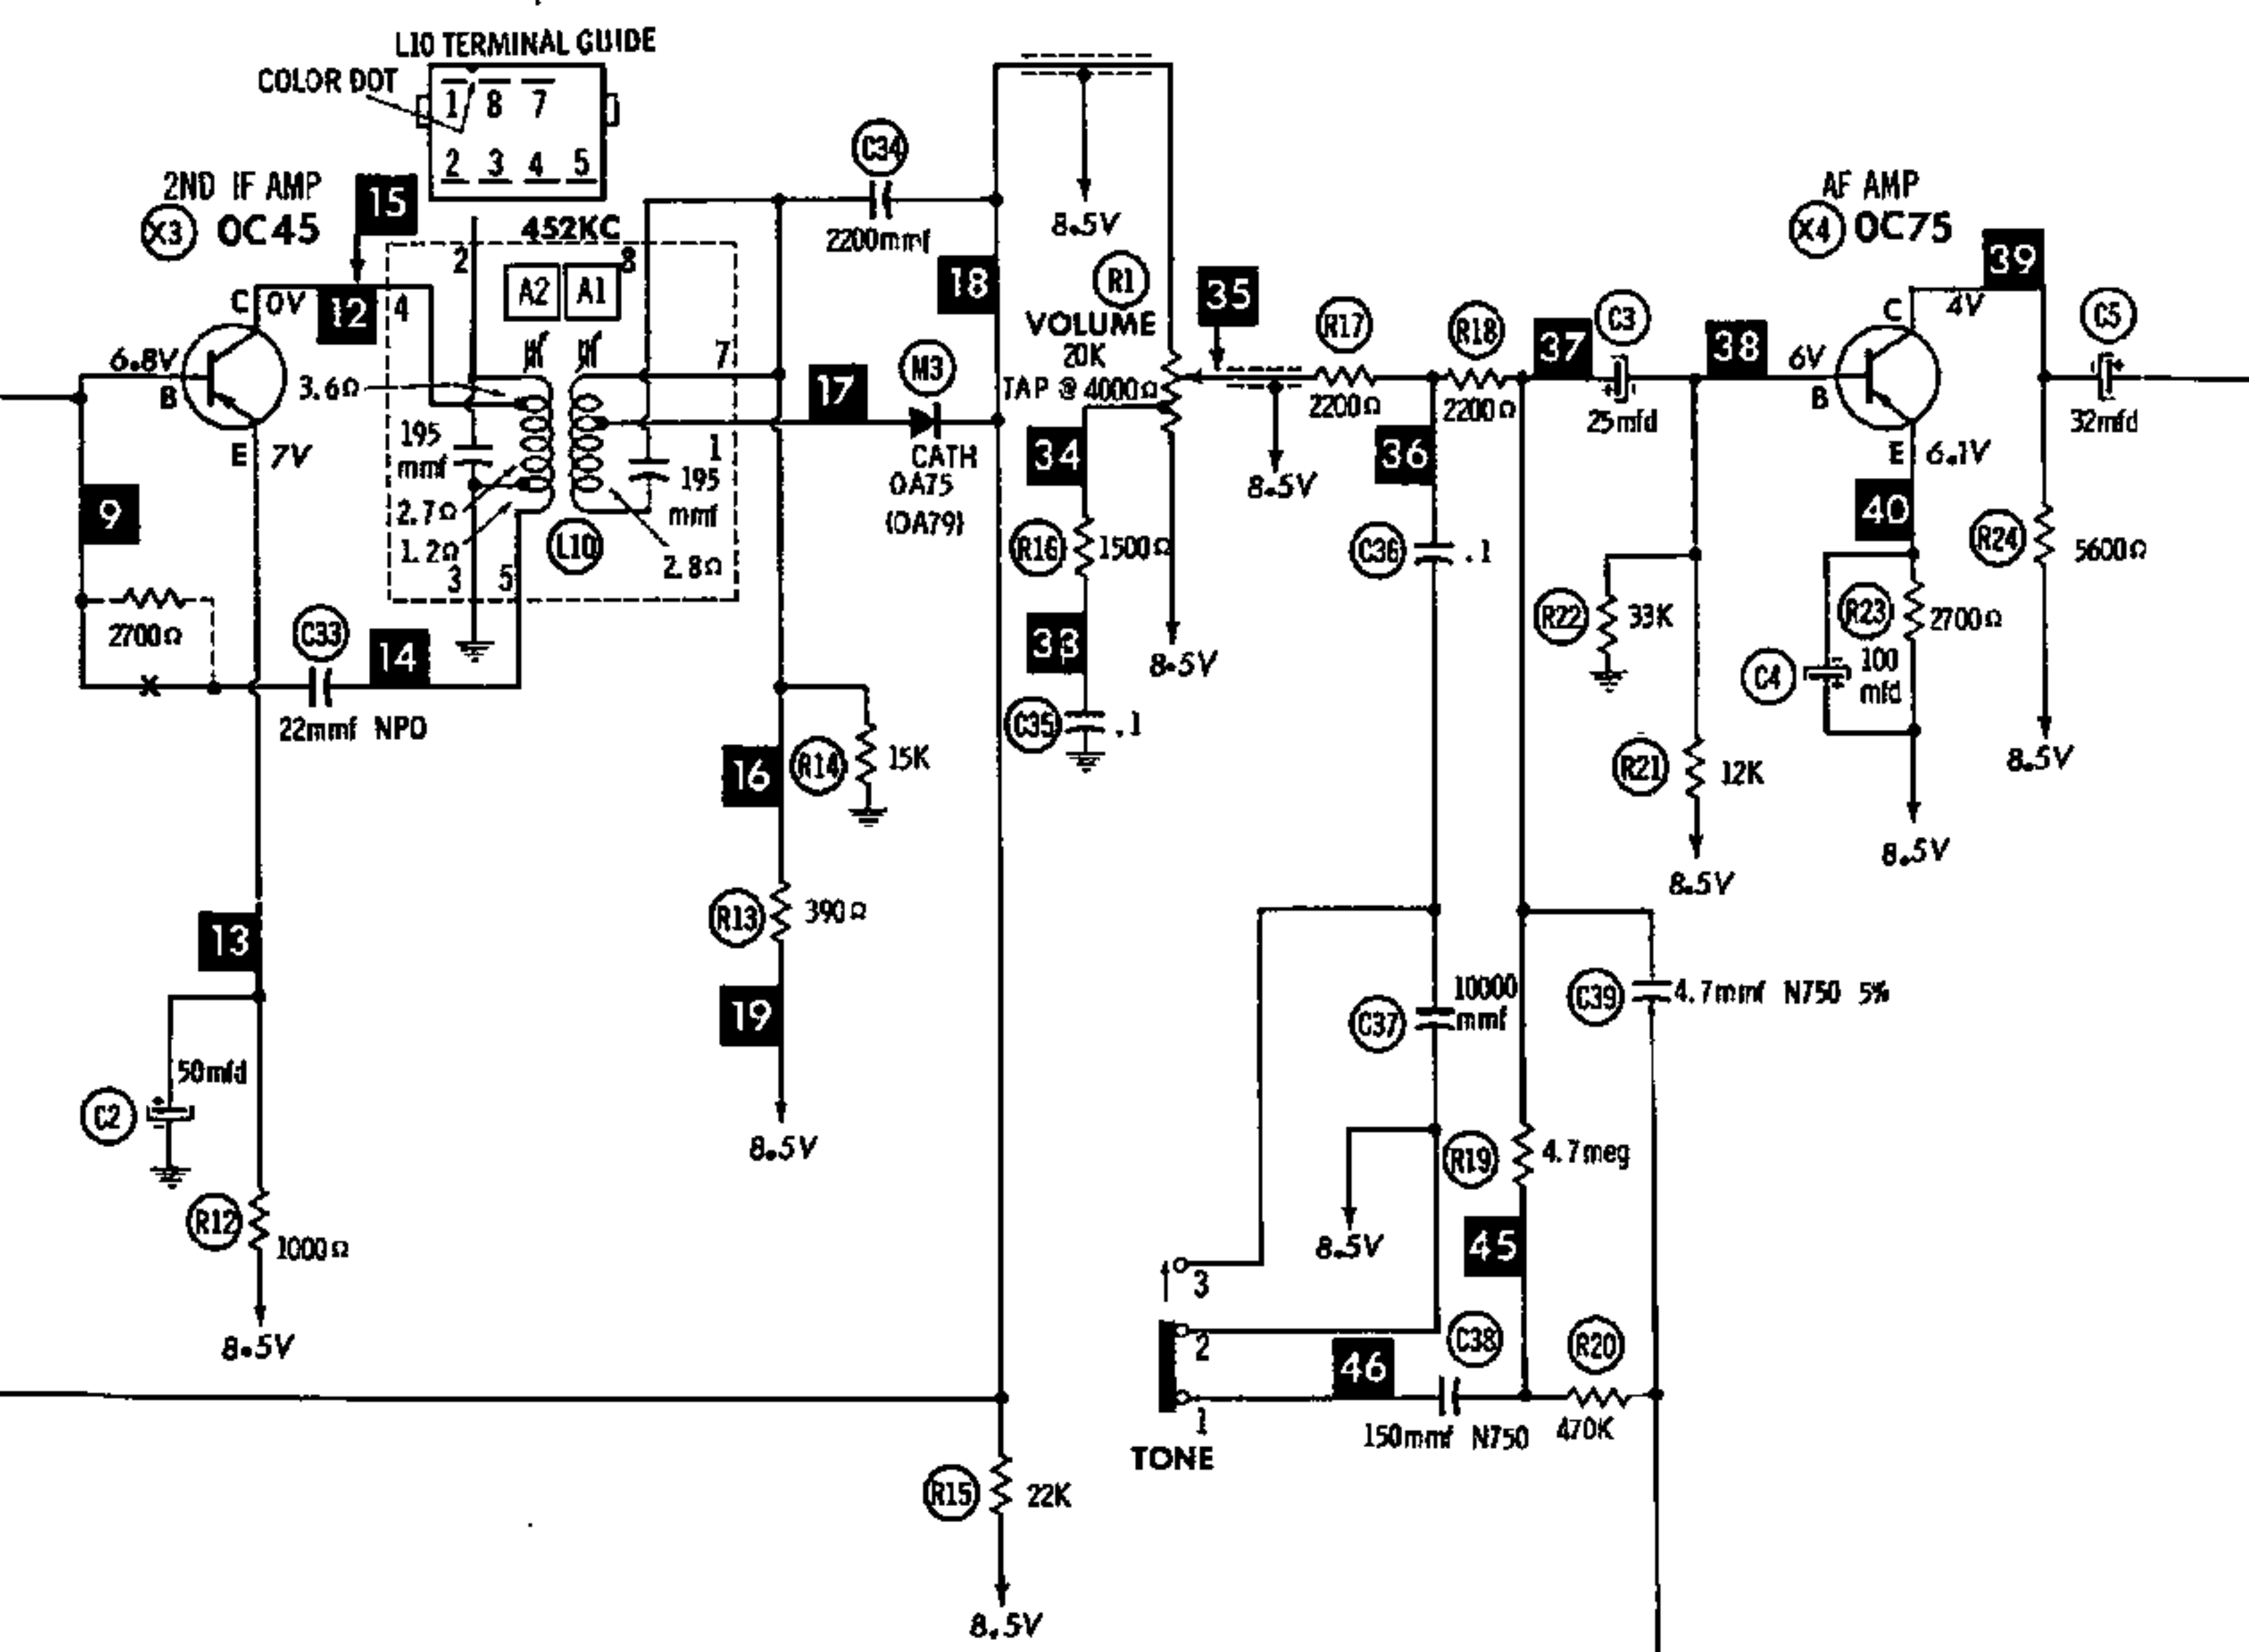 L10 TERMINAL GUIDE
COLOR DOT
1 8 7
2 3 4 5
2ND IF AMP
X3 OC45
15
452KC
2
8
A2 A1
C 0V
12
4
6.8V
B
3.6Ω
7
E 7V
195
mmf
1
195
mmf
2.7Ω
1.2Ω
L10
2.8Ω
3
5
9
2700Ω
C33
14
22mmf NPO
13
50mfd
C2
R12
1000Ω
8.5V
C34
2200mmf
18
17
M3
CATH
OA75
(OA79)
16
R14
15K
R13
390Ω
19
8.5V
R15
22K
8.5V
8.5V
R1
VOLUME
20K
TAP @ 4000Ω
35
34
R16
1500Ω
33
C35
.1
8.5V
8.5V
R17
2200Ω
R18
2200Ω
36
C36
.1
37
C3
25mfd
38
R22
33K
R21
12K
8.5V
AF AMP
X4 OC75
39
C
4V
6V
B
E 6.1V
40
C5
32mfd
R24
5600Ω
8.5V
R23
2700Ω
C4
100
mfd
8.5V
C37
10000
mmf
C39
4.7mmf N750 5%
8.5V
R19
4.7meg
45
3
2
1
TONE
46
C38
150mmf N750
R20
470K